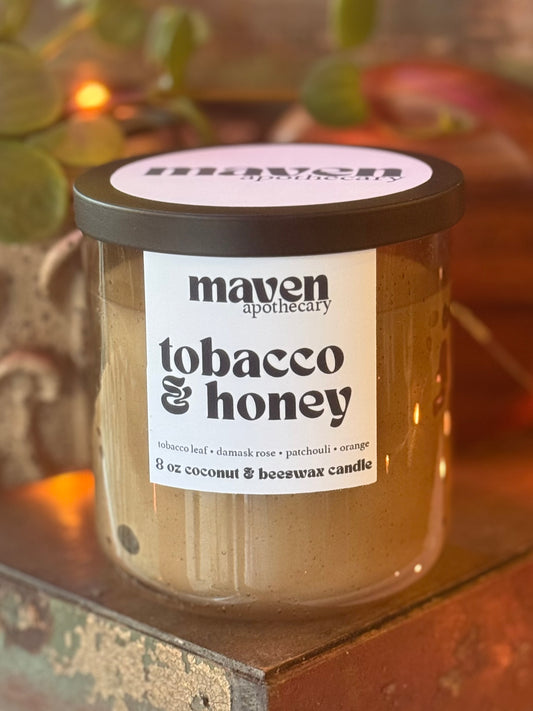 maven
apothecary
maven
apothecary
tobacco
& honey
tobacco leaf • damask rose • patchouli • orange
8 oz coconut & beeswax candle